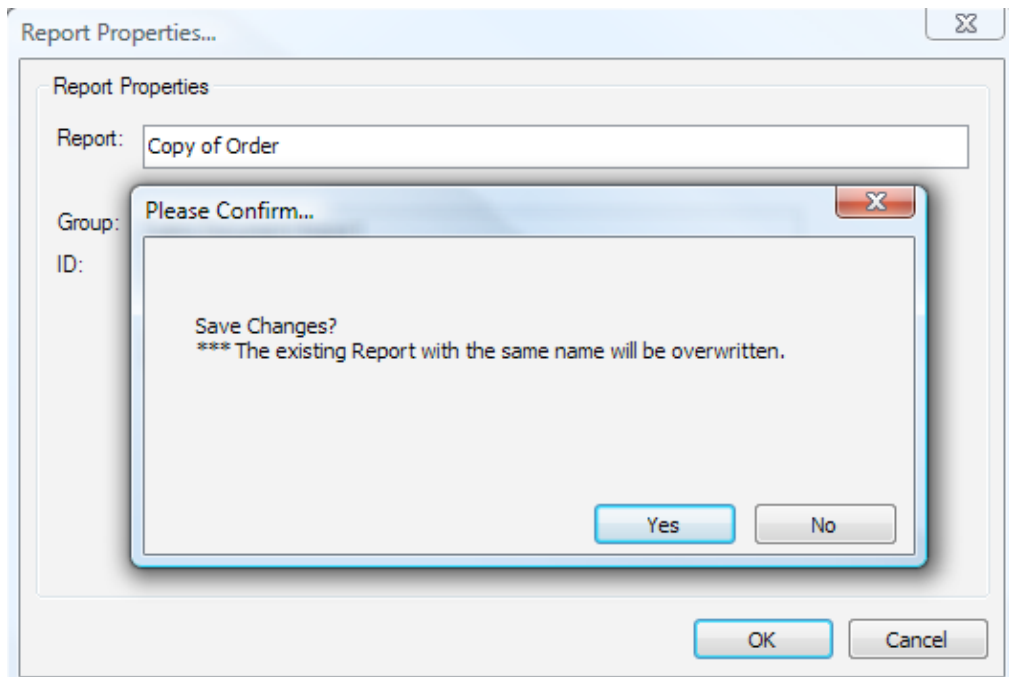 Report Properties...
Report Properties
Report:
Copy of Order
Group:
ID:
Please Confirm...
Save Changes?
*** The existing Report with the same name will be overwritten.
Yes
No
OK
Cancel